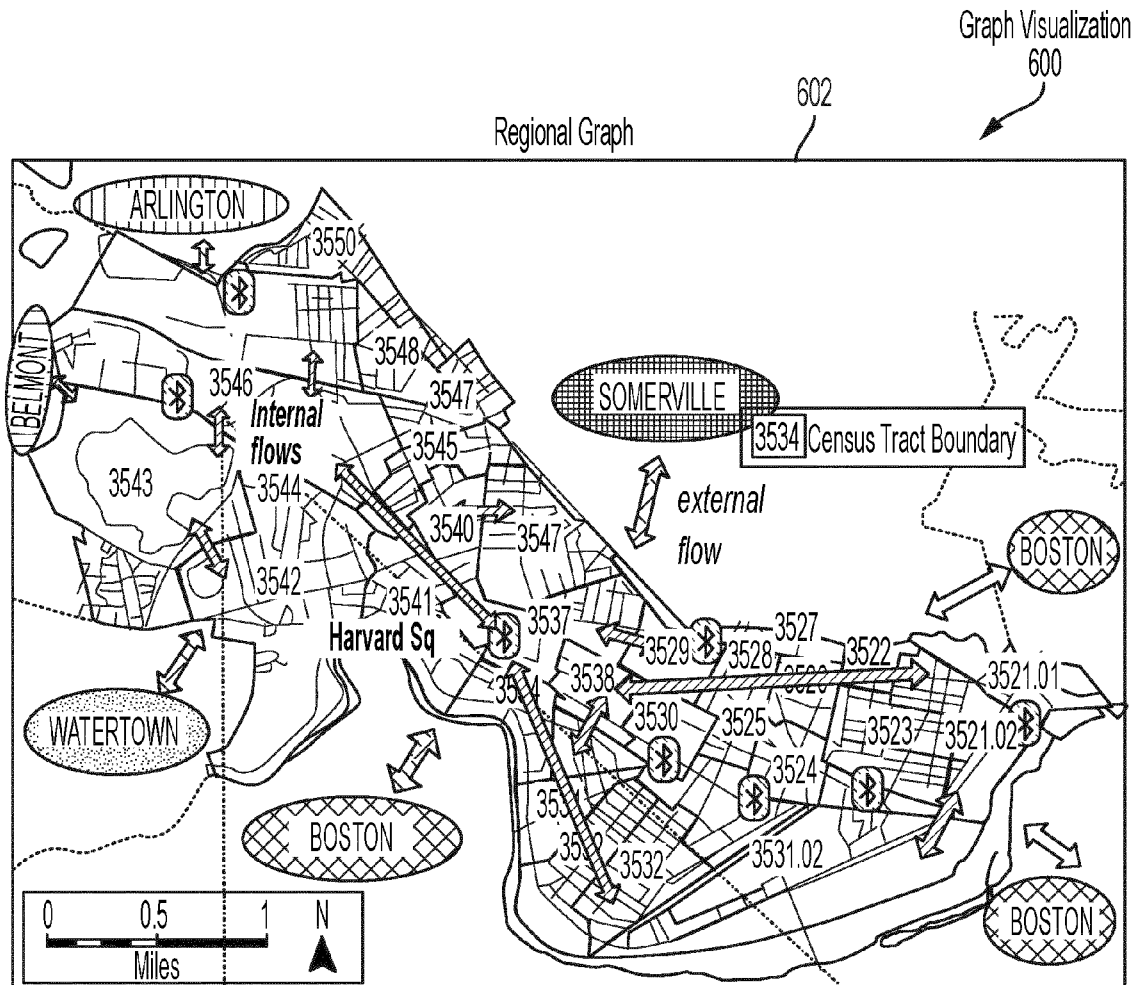 Graph Visualization
600
602
Regional Graph
ARLINGTON
3550
BELMONT
3548
3546
3547
SOMERVILLE
Internal
flows
3534 Census Tract Boundary
3545
3543
3544
external
flow
3540
3547
BOSTON
3542
3541
3537
3527
Harvard Sq
3529
3528
3522
3521.01
3538
WATERTOWN
3530
3525
3523
3521.02
3524
BOSTON
3532
3531.02
BOSTON
0 0.5 1 N
Miles